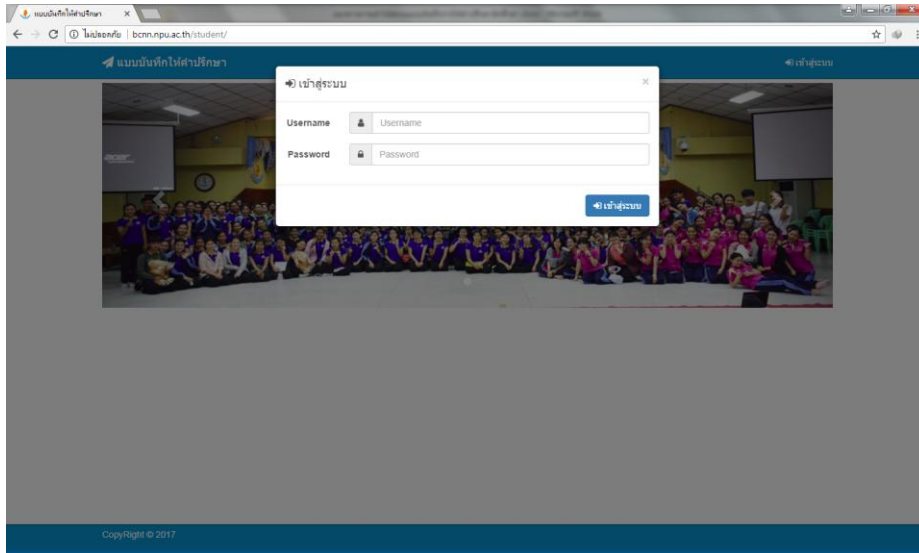 แบบบันทึกให้คำปรึกษา
ไม่ปลอดภัย | bcnn.npu.ac.th/student/
แบบบันทึกให้คำปรึกษา
เข้าสู่ระบบ
เข้าสู่ระบบ
×
Username
Username
Password
Password
เข้าสู่ระบบ
acer
CopyRight © 2017